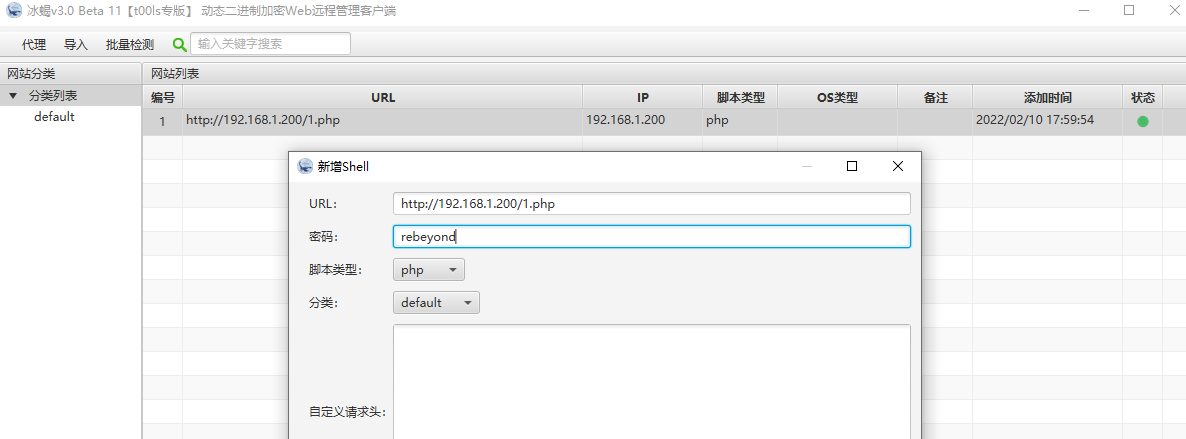 冰蝎v3.0 Beta 11【t00ls专版】 动态二进制加密Web远程管理客户端
代理 导入 批量检测 输入关键字搜索
网站分类 网站列表
分类列表 编号 URL IP 脚本类型 OS类型 备注 添加时间 状态
default 1 http://192.168.1.200/1.php 192.168.1.200 php 2022/02/10 17:59:54
新增Shell
URL: http://192.168.1.200/1.php
密码: rebeyond
脚本类型: php
分类: default
自定义请求头: